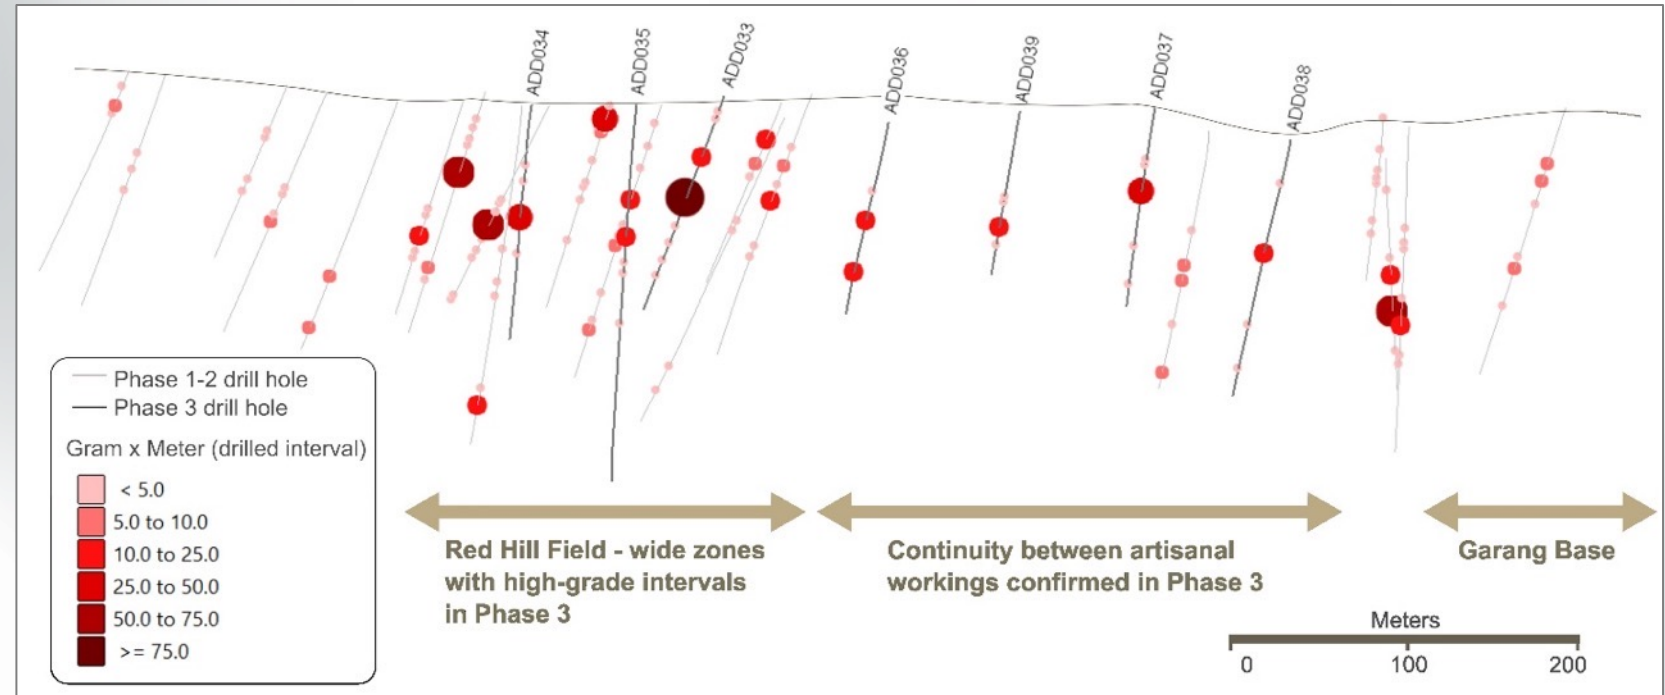 ADD034
ADD035
ADD033
ADD036
ADD039
ADD037
ADD038
Phase 1-2 drill hole
Phase 3 drill hole
Gram x Meter (drilled interval)
< 5.0
5.0 to 10.0
10.0 to 25.0
25.0 to 50.0
50.0 to 75.0
>= 75.0
Red Hill Field - wide zones
with high-grade intervals
in Phase 3
Continuity between artisanal
workings confirmed in Phase 3
Garang Base
Meters
0 100 200